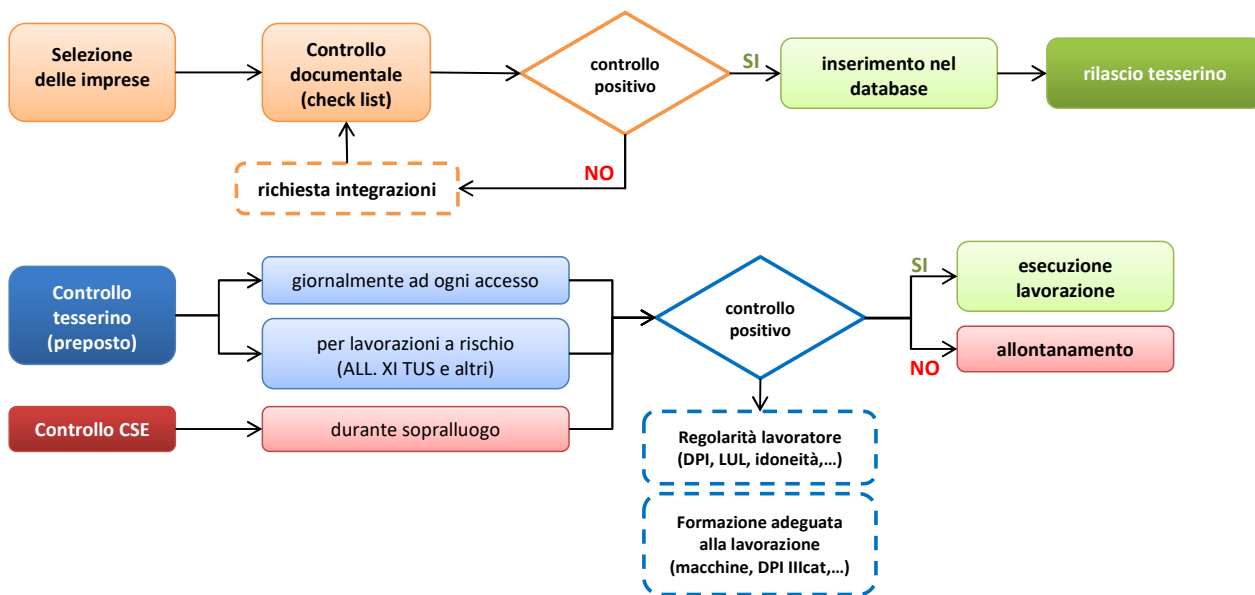 Selezione
delle imprese
Controllo
documentale
(check list)
controllo
positivo
SI
inserimento nel
database
rilascio tesserino
NO
richiesta integrazioni
Controllo
tesserino
(preposto)
giornalmente ad ogni accesso
per lavorazioni a rischio
(ALL. XI TUS e altri)
controllo
positivo
SI
esecuzione
lavorazione
NO
allontanamento
Controllo CSE
durante sopralluogo
Regolarità lavoratore
(DPI, LUL, idoneità,...)
Formazione adeguata
alla lavorazione
(macchine, DPI IIIcat,...)